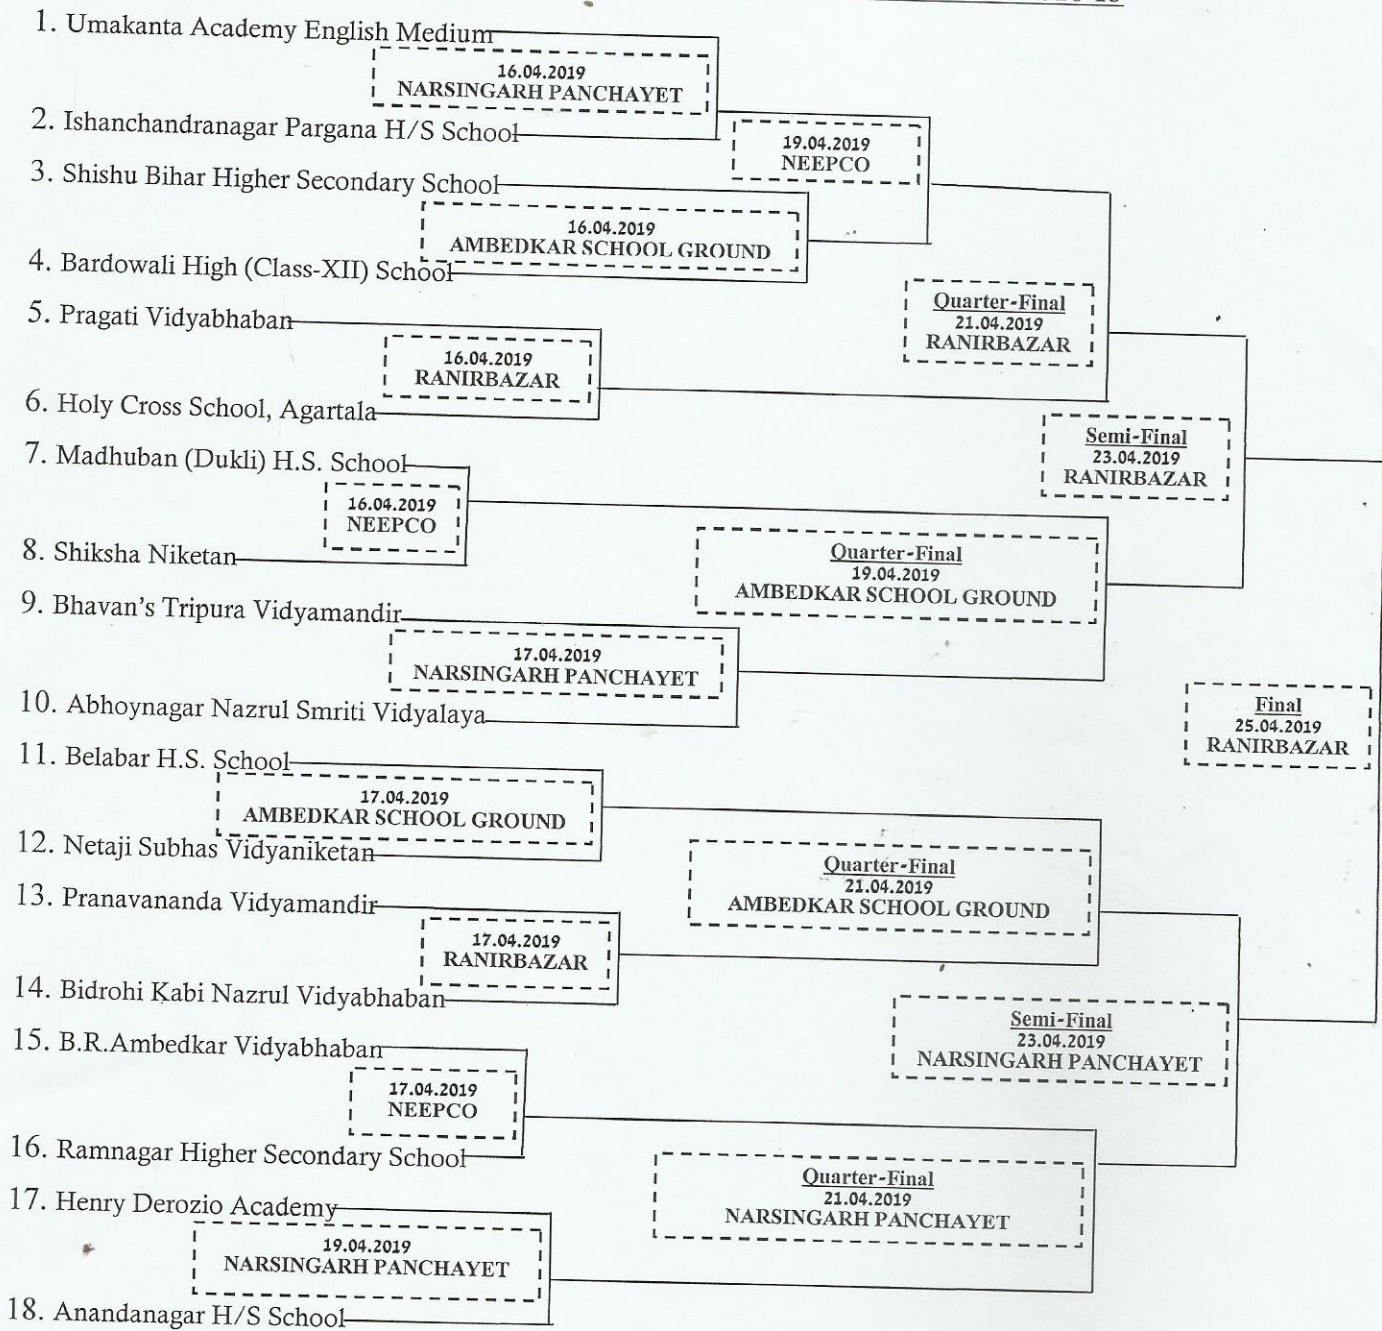 1. Umakanta Academy English Medium
16.04.2019
NARSINGARH PANCHAYET
2. Ishanchandranagar Pargana H/S School
19.04.2019
NEEPCO
3. Shishu Bihar Higher Secondary School
16.04.2019
AMBEDKAR SCHOOL GROUND
4. Bardowali High (Class-XII) School
Quarter-Final
21.04.2019
RANIRBAZAR
5. Pragati Vidyabhaban
16.04.2019
RANIRBAZAR
6. Holy Cross School, Agartala
Semi-Final
23.04.2019
RANIRBAZAR
7. Madhuban (Dukli) H.S. School
16.04.2019
NEEPCO
8. Shiksha Niketan
Quarter-Final
19.04.2019
AMBEDKAR SCHOOL GROUND
9. Bhavan's Tripura Vidyamandir
17.04.2019
NARSINGARH PANCHAYET
10. Abhoynagar Nazrul Smriti Vidyalaya
Final
25.04.2019
RANIRBAZAR
11. Belabar H.S. School
17.04.2019
AMBEDKAR SCHOOL GROUND
12. Netaji Subhas Vidyaniketan
Quarter-Final
21.04.2019
AMBEDKAR SCHOOL GROUND
13. Pranavananda Vidyamandir
17.04.2019
RANIRBAZAR
14. Bidrohi Kabi Nazrul Vidyabhaban
Semi-Final
23.04.2019
NARSINGARH PANCHAYET
15. B.R.Ambedkar Vidyabhaban
17.04.2019
NEEPCO
16. Ramnagar Higher Secondary School
Quarter-Final
21.04.2019
NARSINGARH PANCHAYET
17. Henry Derozio Academy
19.04.2019
NARSINGARH PANCHAYET
18. Anandanagar H/S School